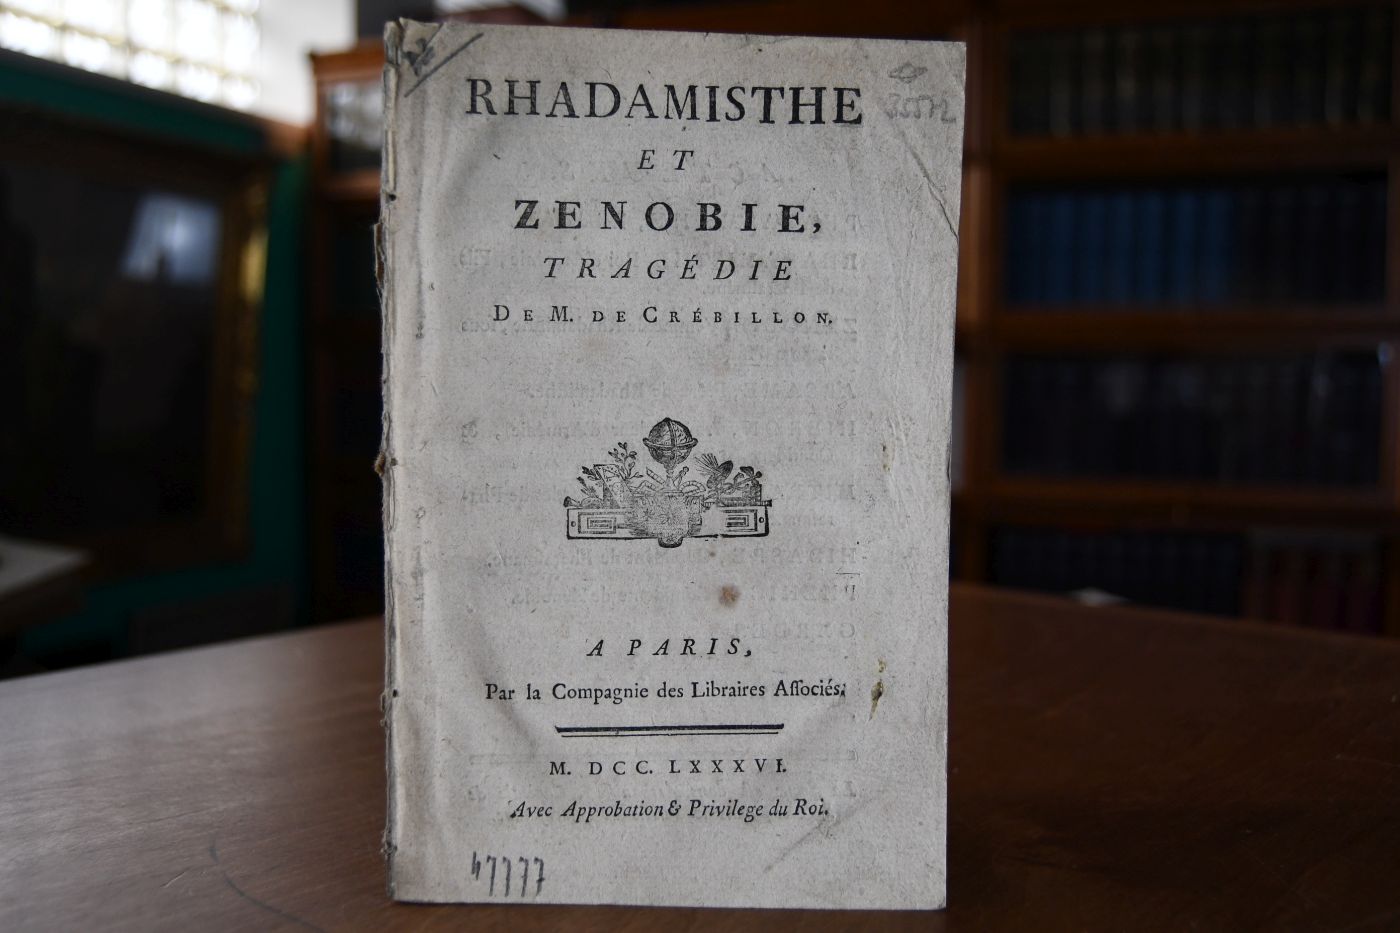 RHADAMISTHE
ET
ZENOBIE,
TRAGÉDIE
DE M. DE CRÉBILLON.
A PARIS,
Par la Compagnie des Libraires Aſſociés.
M. DCC. LXXXVI.
Avec Approbation & Privilege du Roi.
47777